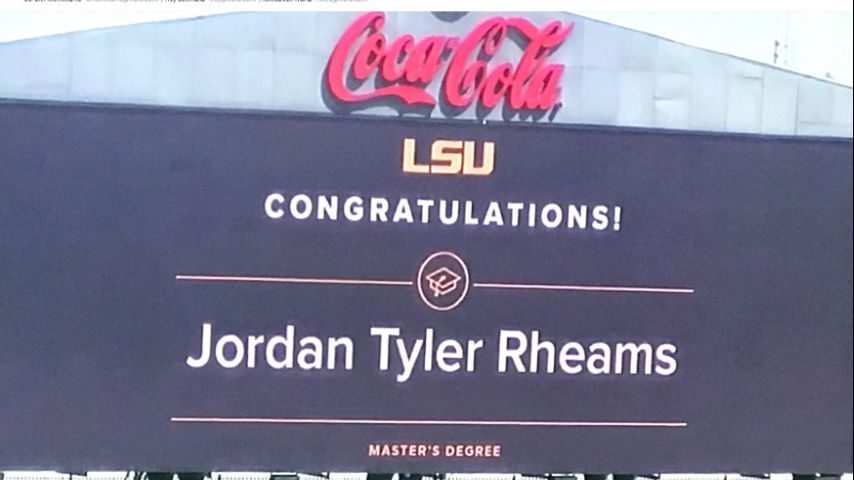 Coca-Cola
LSU
CONGRATULATIONS!
Jordan Tyler Rheams
MASTER'S DEGREE